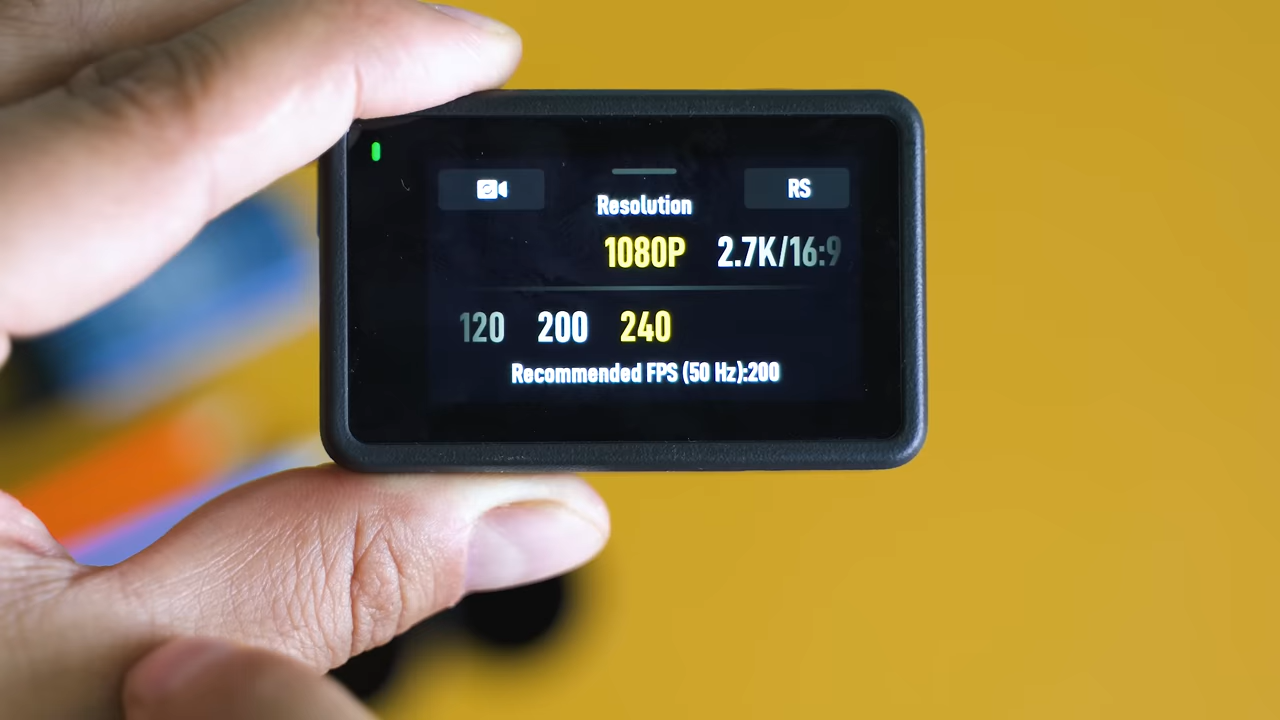 RS
Resolution
1080P 2.7K/16:9
120 200 240
Recommended FPS (50 Hz):200